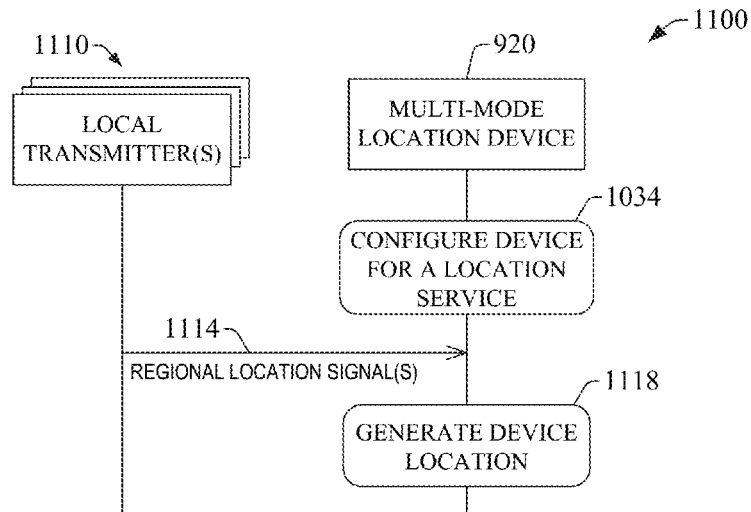 1100
1110
920
LOCAL
TRANSMITTER(S)
MULTI-MODE
LOCATION DEVICE
1034
CONFIGURE DEVICE
FOR A LOCATION
SERVICE
1114
REGIONAL LOCATION SIGNAL(S)
1118
GENERATE DEVICE
LOCATION